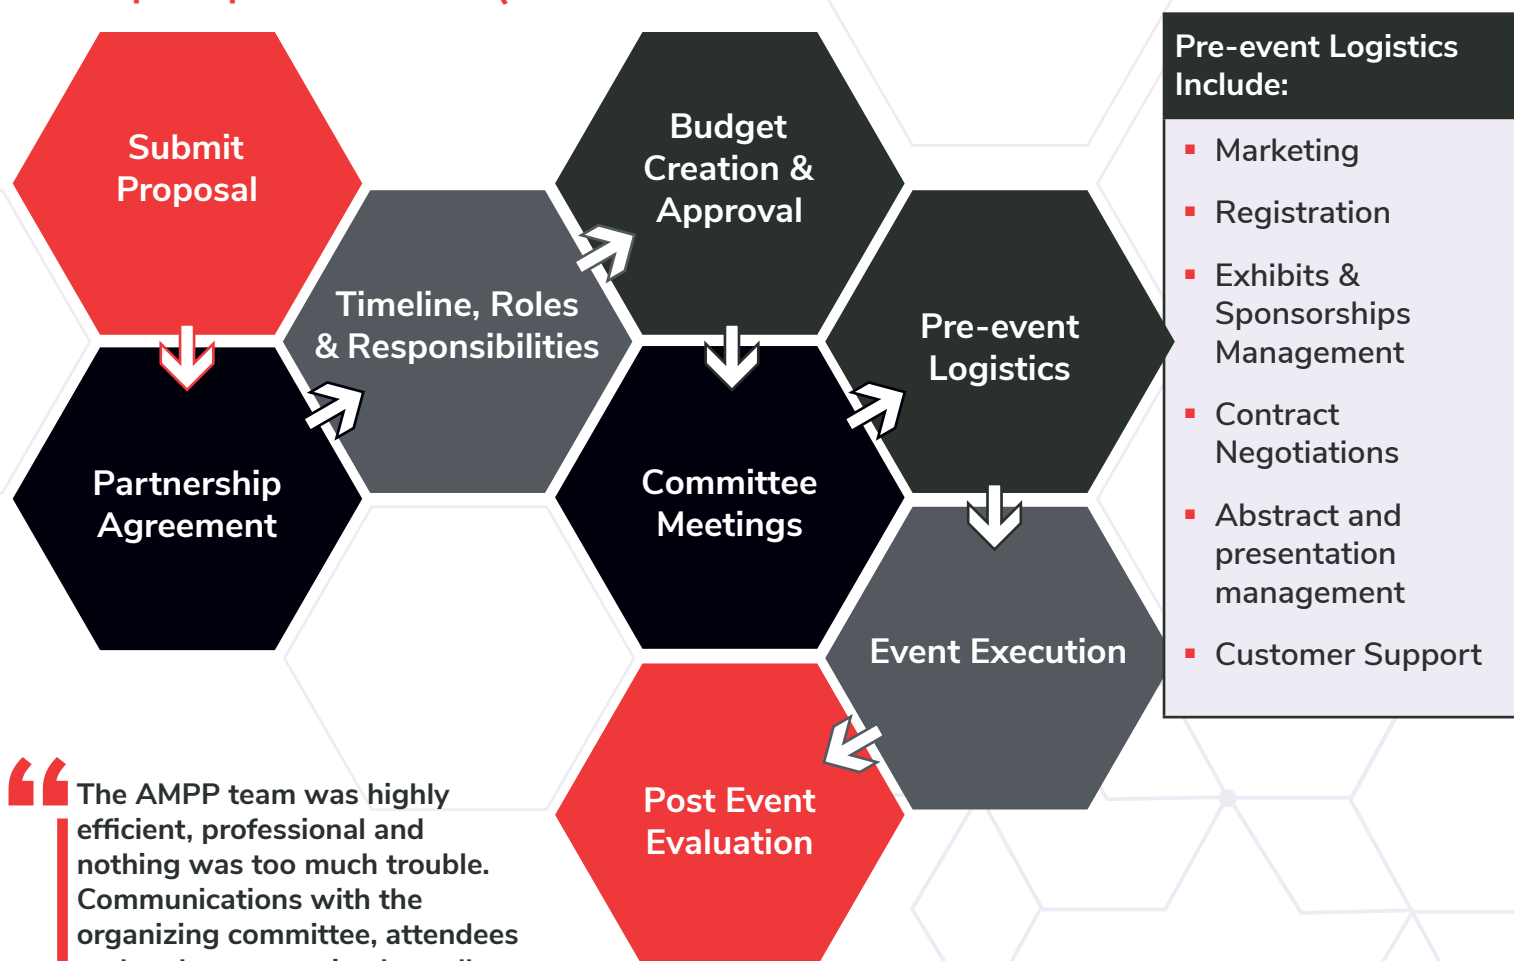 Submit
Proposal
Partnership
Agreement
Timeline, Roles
& Responsibilities
Budget
Creation &
Approval
Committee
Meetings
Pre-event
Logistics
Event Execution
Post Event
Evaluation
Pre-event Logistics
Include:
Marketing
Registration
Exhibits &
Sponsorships
Management
Contract
Negotiations
Abstract and
presentation
management
Customer Support
“The AMPP team was highly
efficient, professional and
nothing was too much trouble.
Communications with the
organizing committee, attendees